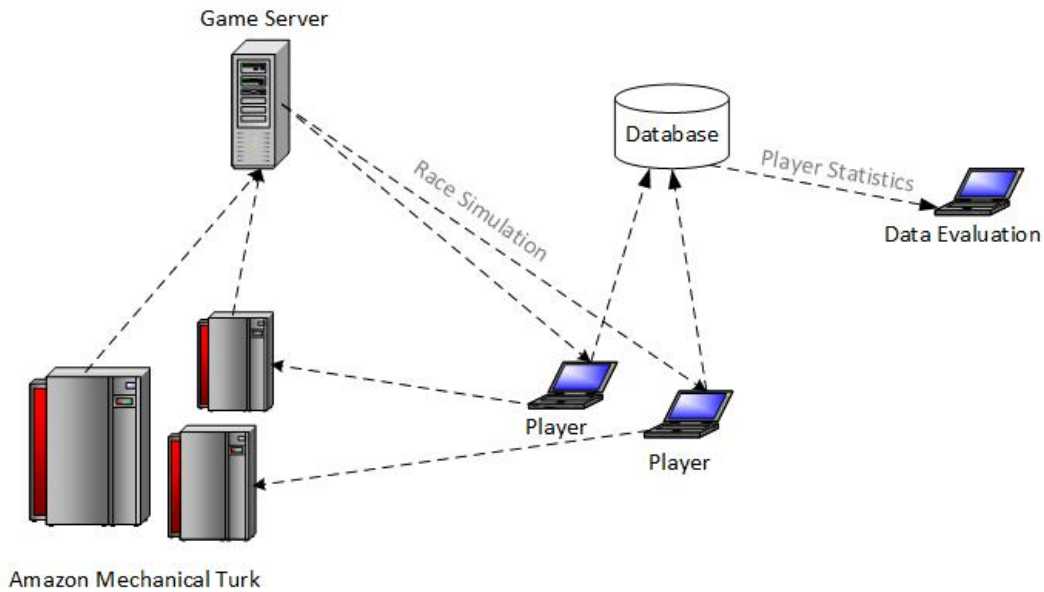 Game Server
Database
Player Statistics
Race Simulation
Data Evaluation
Player
Player
Amazon Mechanical Turk